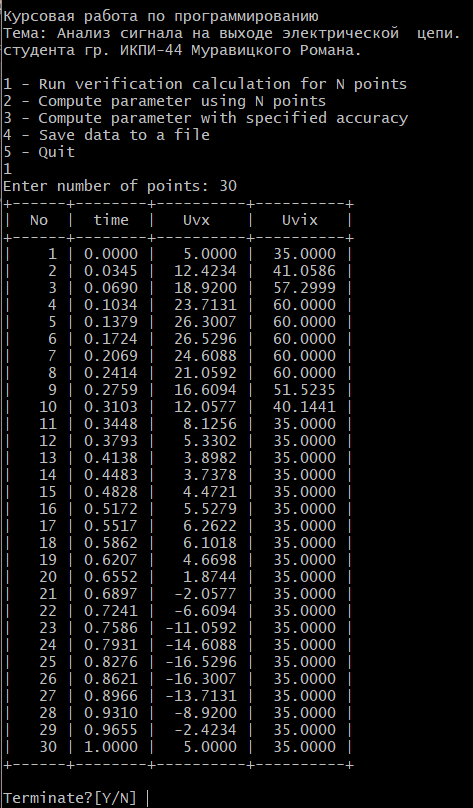 Курсовая работа по программированию
Тема: Анализ сигнала на выходе электрической  цепи.
студента гр. ИКПИ-44 Муравицкого Романа.
1 - Run verification calculation for N points
2 - Compute parameter using N points
3 - Compute parameter with specified accuracy
4 - Save data to a file
5 - Quit
1
Enter number of points: 30
+------+--------+----------+----------+
|  No  |  time  |   Uvx    |   Uvix   |
+------+--------+----------+----------+
|    1 | 0.0000 |   5.0000 |  35.0000 |
|    2 | 0.0345 |  12.4234 |  41.0586 |
|    3 | 0.0690 |  18.9200 |  57.2999 |
|    4 | 0.1034 |  23.7131 |  60.0000 |
|    5 | 0.1379 |  26.3007 |  60.0000 |
|    6 | 0.1724 |  26.5296 |  60.0000 |
|    7 | 0.2069 |  24.6088 |  60.0000 |
|    8 | 0.2414 |  21.0592 |  60.0000 |
|    9 | 0.2759 |  16.6094 |  51.5235 |
|   10 | 0.3103 |  12.0577 |  40.1441 |
|   11 | 0.3448 |   8.1256 |  35.0000 |
|   12 | 0.3793 |   5.3302 |  35.0000 |
|   13 | 0.4138 |   3.8982 |  35.0000 |
|   14 | 0.4483 |   3.7378 |  35.0000 |
|   15 | 0.4828 |   4.4721 |  35.0000 |
|   16 | 0.5172 |   5.5279 |  35.0000 |
|   17 | 0.5517 |   6.2622 |  35.0000 |
|   18 | 0.5862 |   6.1018 |  35.0000 |
|   19 | 0.6207 |   4.6698 |  35.0000 |
|   20 | 0.6552 |   1.8744 |  35.0000 |
|   21 | 0.6897 |  -2.0577 |  35.0000 |
|   22 | 0.7241 |  -6.6094 |  35.0000 |
|   23 | 0.7586 | -11.0592 |  35.0000 |
|   24 | 0.7931 | -14.6088 |  35.0000 |
|   25 | 0.8276 | -16.5296 |  35.0000 |
|   26 | 0.8621 | -16.3007 |  35.0000 |
|   27 | 0.8966 | -13.7131 |  35.0000 |
|   28 | 0.9310 |  -8.9200 |  35.0000 |
|   29 | 0.9655 |  -2.4234 |  35.0000 |
|   30 | 1.0000 |   5.0000 |  35.0000 |
+------+--------+----------+----------+
Terminate?[Y/N]